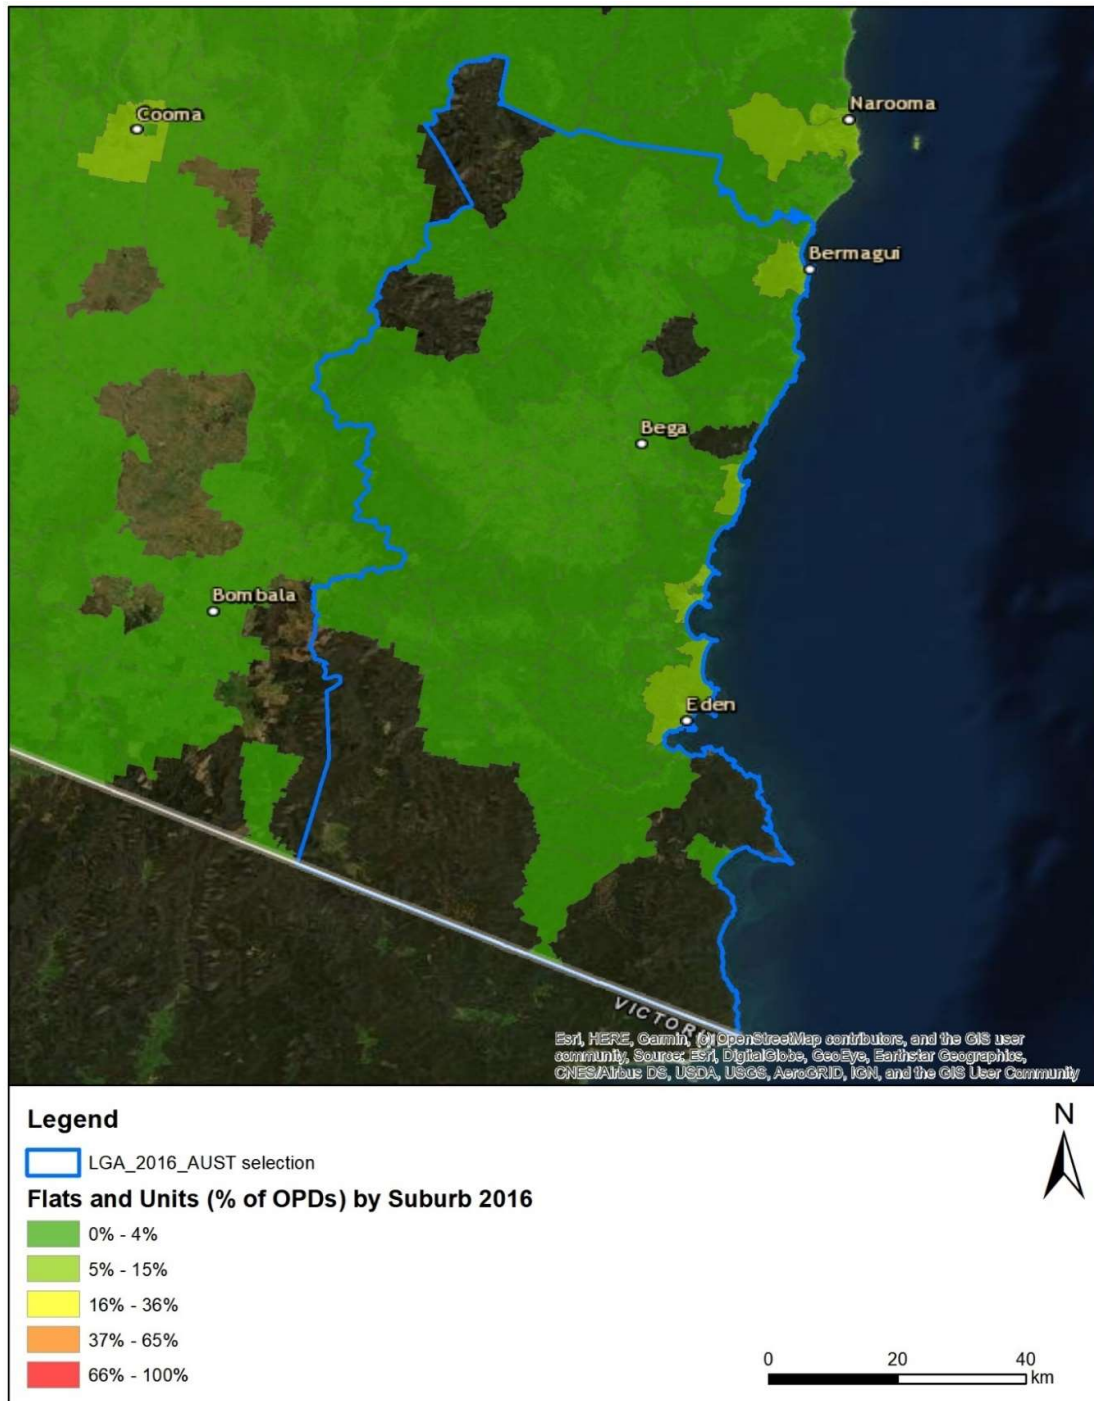 Cooma
Narooma
Bermagui
Bega
Bombala
Eden
VICTORIA
Esri, HERE, Garmin, (c) OpenStreetMap contributors, and the GIS user
community, Source: Esri, DigitalGlobe, GeoEye, Earthstar Geographics,
CNES/Airbus DS, USDA, USGS, AeroGRID, IGN, and the GIS User Community
Legend
N
LGA_2016_AUST selection
Flats and Units (% of OPDs) by Suburb 2016
0% - 4%
5% - 15%
16% - 36%
37% - 65%
66% - 100%
0 20 40
km